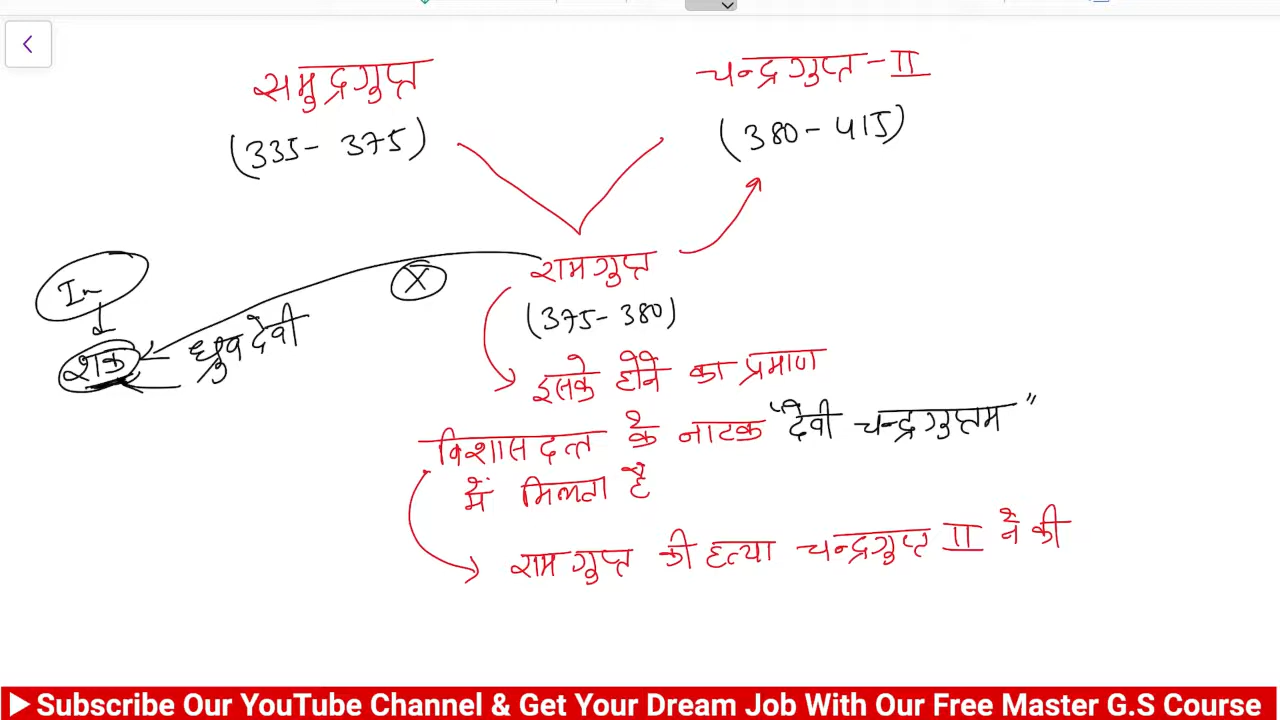 समुद्रगुप्त
चन्द्रगुप्त - II
(335 - 375)
(380 - 415)
रामगुप्त
(375 - 380)
X
In
शक
ध्रुव देवी
इसके होने का प्रमाण
विशासदत्त के नाटक "देवी चन्द्रगुप्तम"
में मिलता है
रामगुप्त की हत्या चन्द्रगुप्त II ने की
▶ Subscribe Our YouTube Channel & Get Your Dream Job With Our Free Master G.S Course